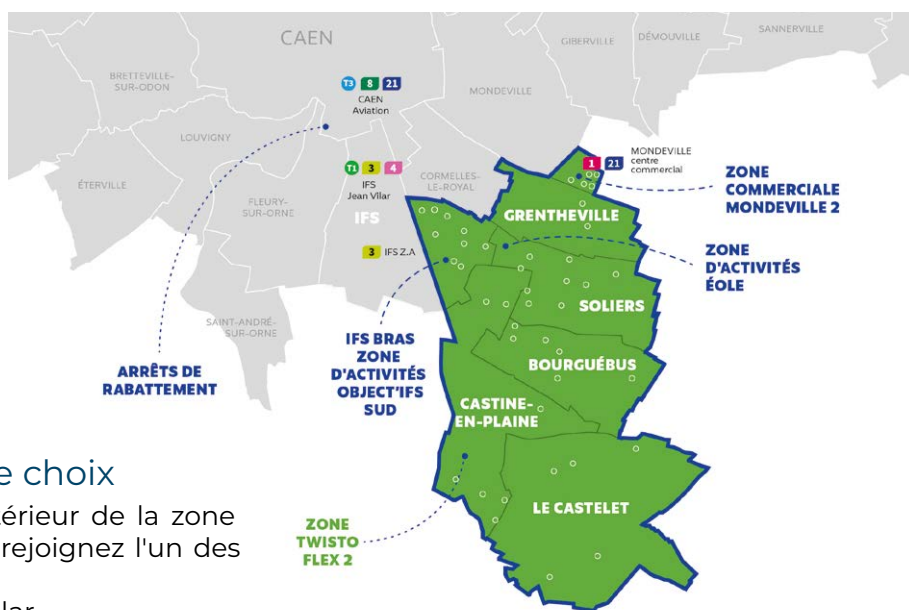 CAEN
GIBERVILLE
DÉMOUVILLE
SANNERVILLE
BRETTEVILLE-
SUR-ODON
T3 8 21
CAEN
Aviation
MONDEVILLE
LOUVIGNY
T1 3 4
IFS
Jean Vilar
IFS
CORMELLES-
LE-ROYAL
1 21
MONDEVILLE
centre
commercial
ZONE
COMMERCIALE
MONDEVILLE 2
ÉTERVILLE
FLEURY-
SUR-ORNE
GRENTHEVILLE
3 IFS Z.A
ZONE
D'ACTIVITÉS
ÉOLE
SAINT-ANDRÉ-
SUR-ORNE
SOLIERS
ARRÊTS DE
RABATTEMENT
IFS BRAS
ZONE
D'ACTIVITÉS
OBJECT'IFS
SUD
BOURGUÉBUS
CASTINE-
EN-PLAINE
LE CASTELET
ZONE
TWISTO
FLEX 2
e choix
térieur de la zone
rejoignez l'un des
lar